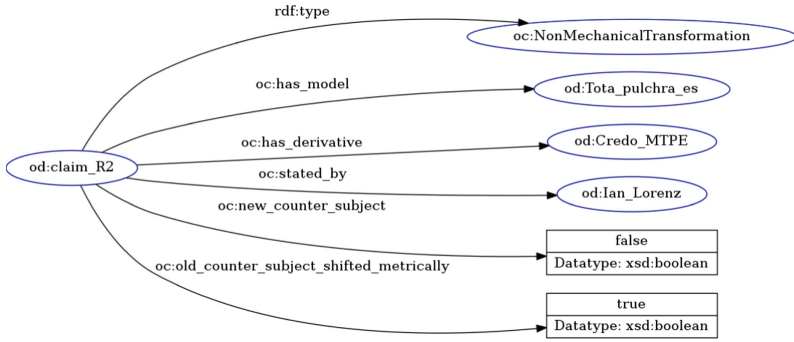 rdf:type
oc:NonMechanicalTransformation
oc:has_model
od:Tota_pulchra_es
oc:has_derivative
od:Credo_MTPE
od:claim_R2
oc:stated_by
od:Ian_Lorenz
oc:new_counter_subject
false
Datatype: xsd:boolean
oc:old_counter_subject_shifted_metrically
true
Datatype: xsd:boolean